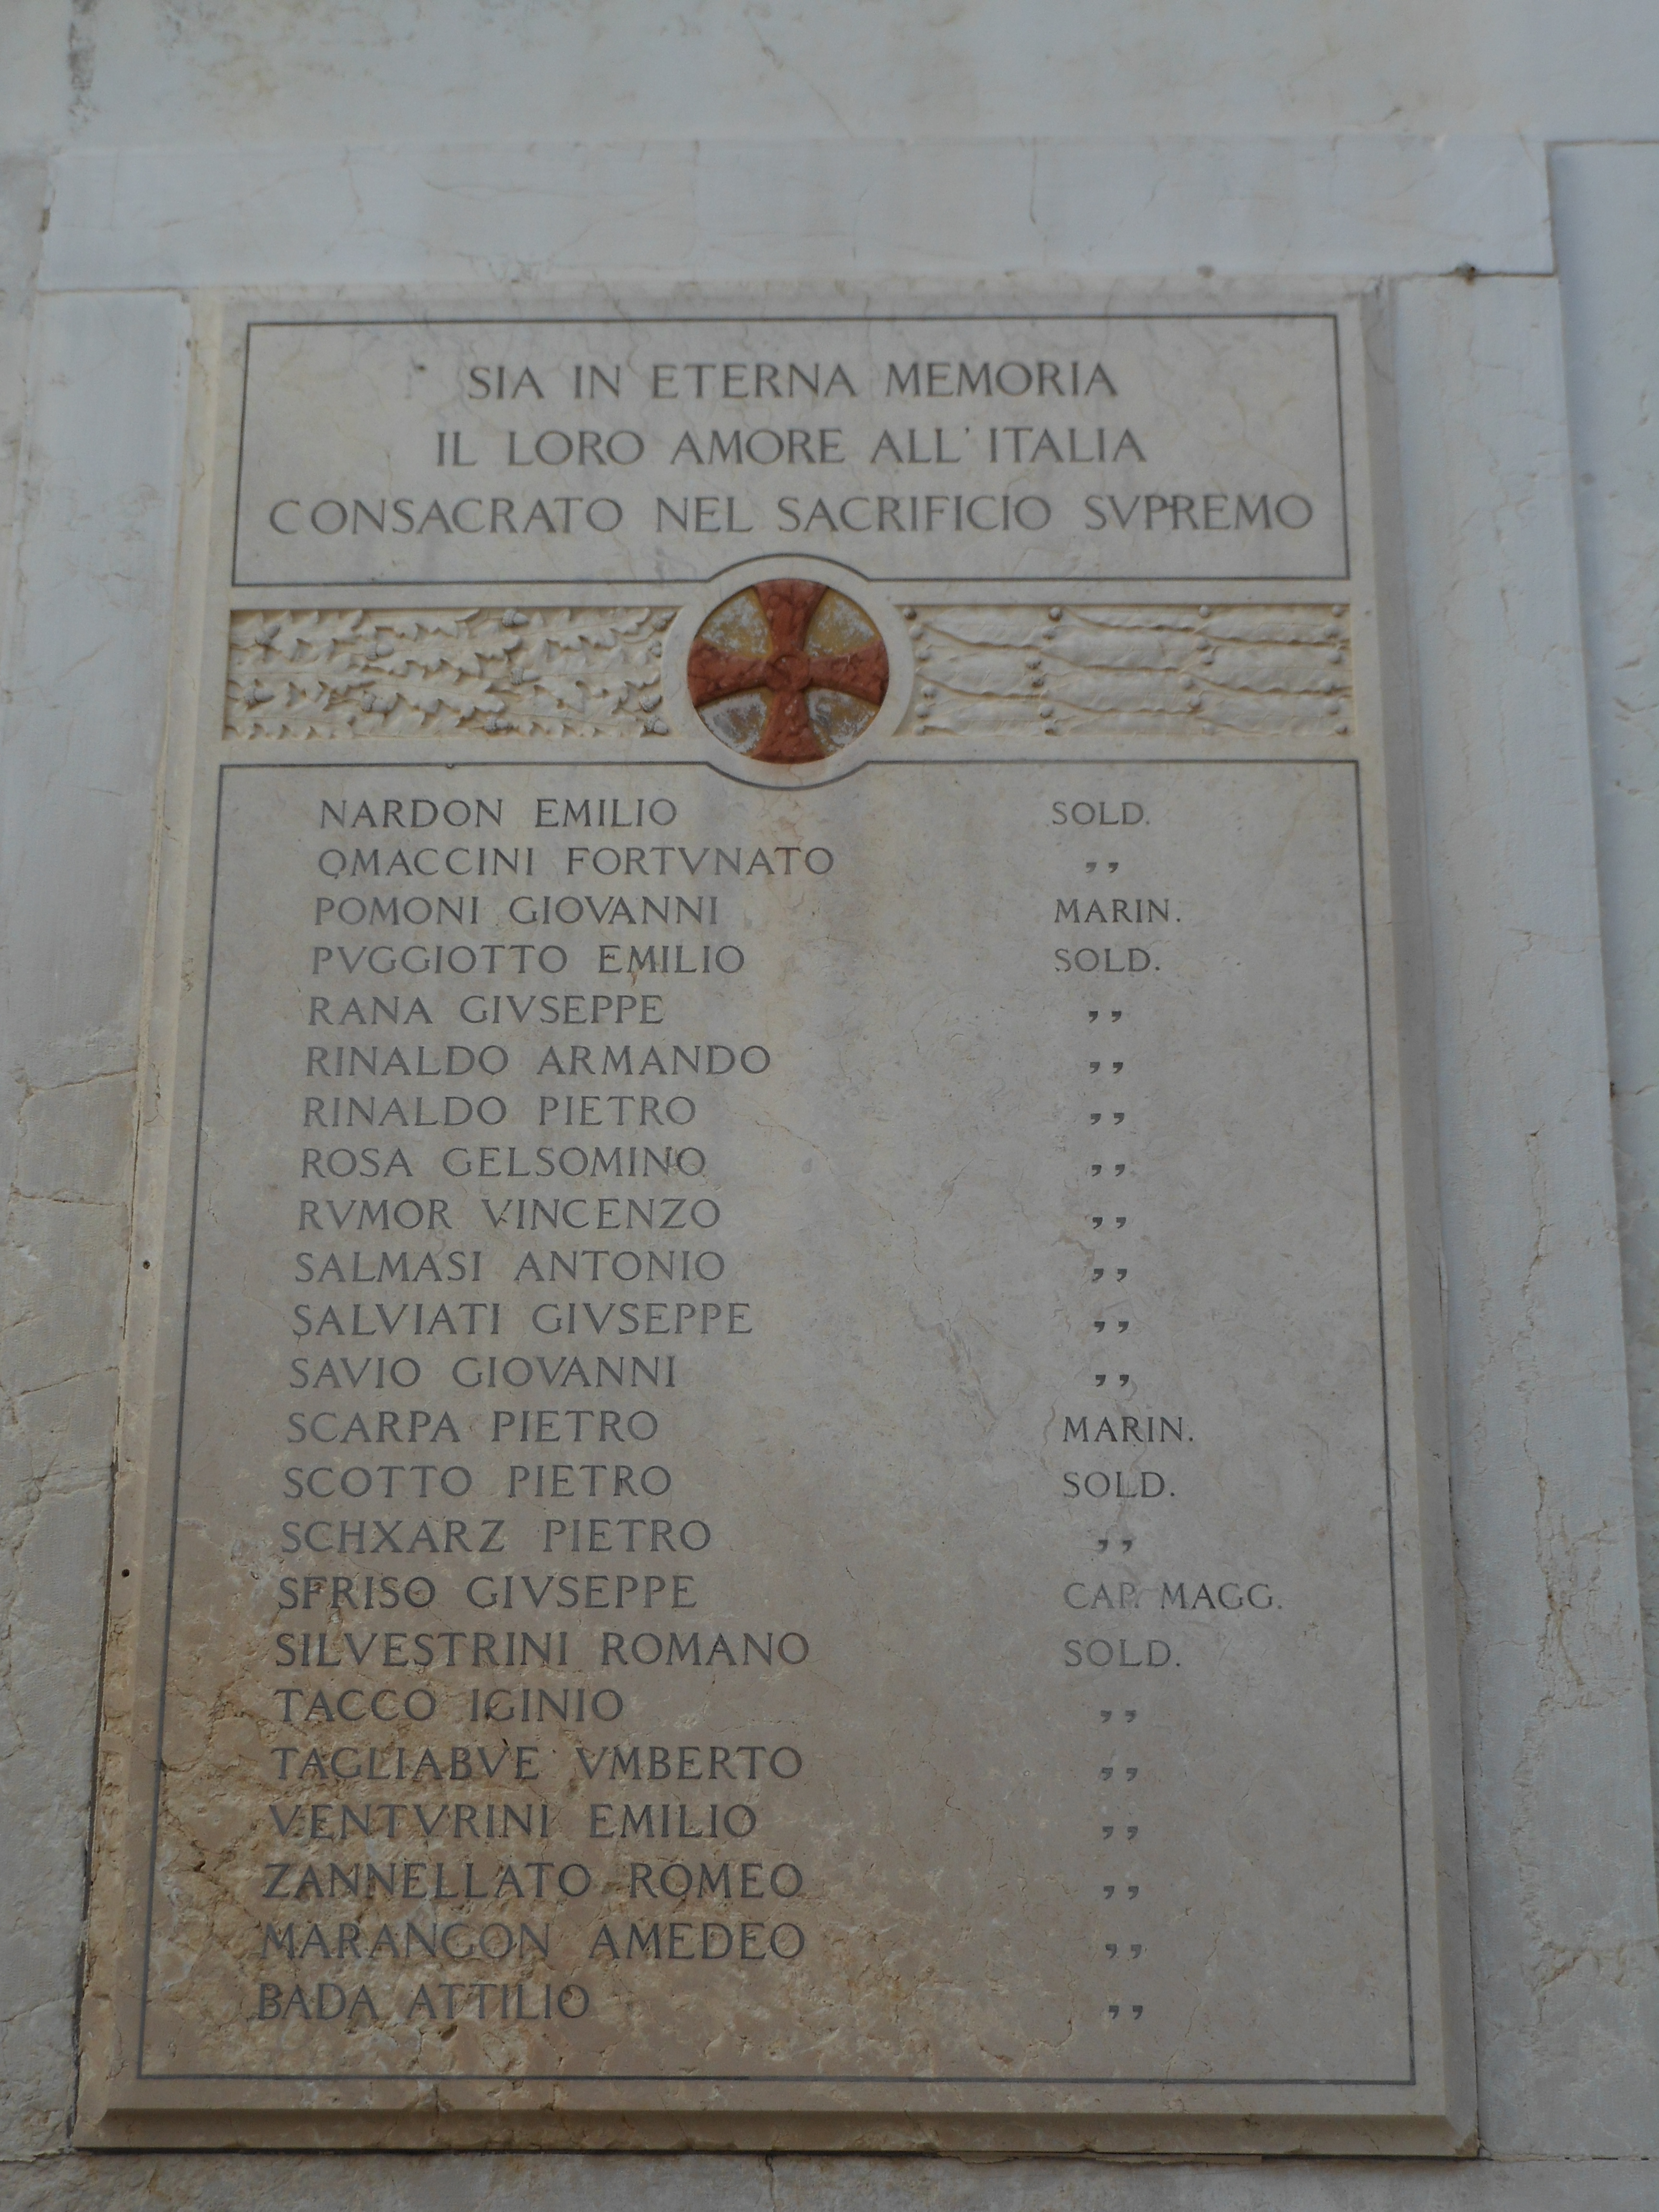 SIA IN ETERNA MEMORIA
IL LORO AMORE ALL'ITALIA
CONSACRATO NEL SACRIFICIO SVPREMO
NARDON EMILIO SOLD.
OMACCINI FORTVNATO ,,
POMONI GIOVANNI MARIN.
PVGGIOTTO EMILIO SOLD.
RANA GIVSEPPE ,,
RINALDO ARMANDO ,,
RINALDO PIETRO ,,
ROSA GELSOMINO ,,
RVMOR VINCENZO ,,
SALMASI ANTONIO ,,
SALVIATI GIVSEPPE ,,
SAVIO GIOVANNI ,,
SCARPA PIETRO MARIN.
SCOTTO PIETRO SOLD.
SCHXARZ PIETRO ,,
SFRISO GIVSEPPE CAP. MAGG.
SILVESTRINI ROMANO SOLD.
TACCO IGINIO ,,
TAGLIABVE VMBERTO ,,
VENTVRINI EMILIO ,,
ZANNELLATO ROMEO ,,
MARANGON AMEDEO ,,
BADA ATTILIO ,,